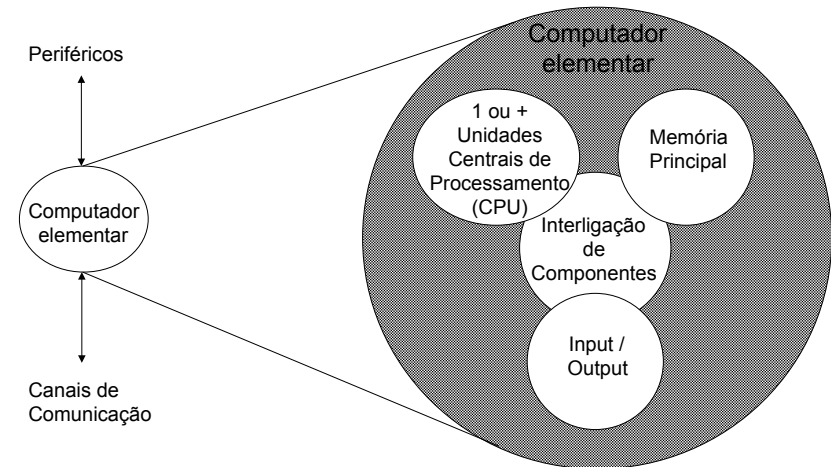 Periféricos
Computador
elementar
Canais de
Comunicação
Computador
elementar
1 ou +
Unidades
Centrais de
Processamento
(CPU)
Memória
Principal
Interligação
de
Componentes
Input /
Output